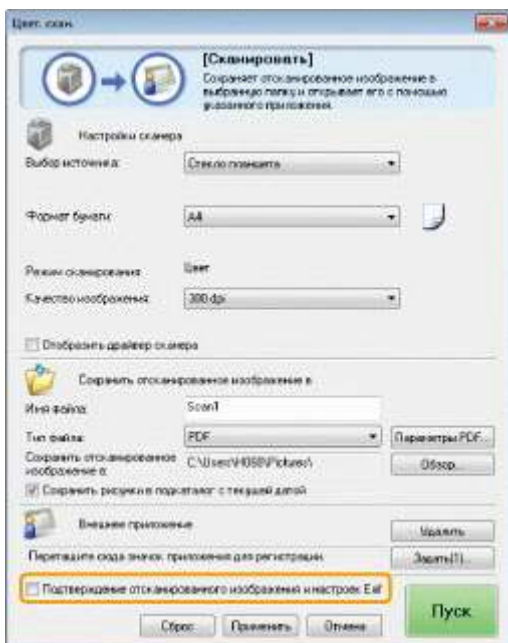 Цвет. скан.
[Сканировать]
Сохраняет отсканированное изображение в
выбранную папку и открывает его с помощью
указанного приложения.
Настройки сканера
Выбор источника: Стекло планшета
Формат бумаги: A4
Режим сканирования: Цвет
Качество изображения: 300 dpi
Отобразить драйвер сканера
Сохранить отсканированное изображение в
Имя файла: Scan1
Тип файла: PDF Параметры PDF...
Сохранить отсканированное
изображение в: Обзор...
Сохранить рисунки в подкаталог с текущей датой
Внешнее приложение Удалить
Перетащите сюда значок приложения для регистрации. Задать(1)...
Подтверждение отсканированного изображения и настроек Exif
Сброс Применить Отмена Пуск